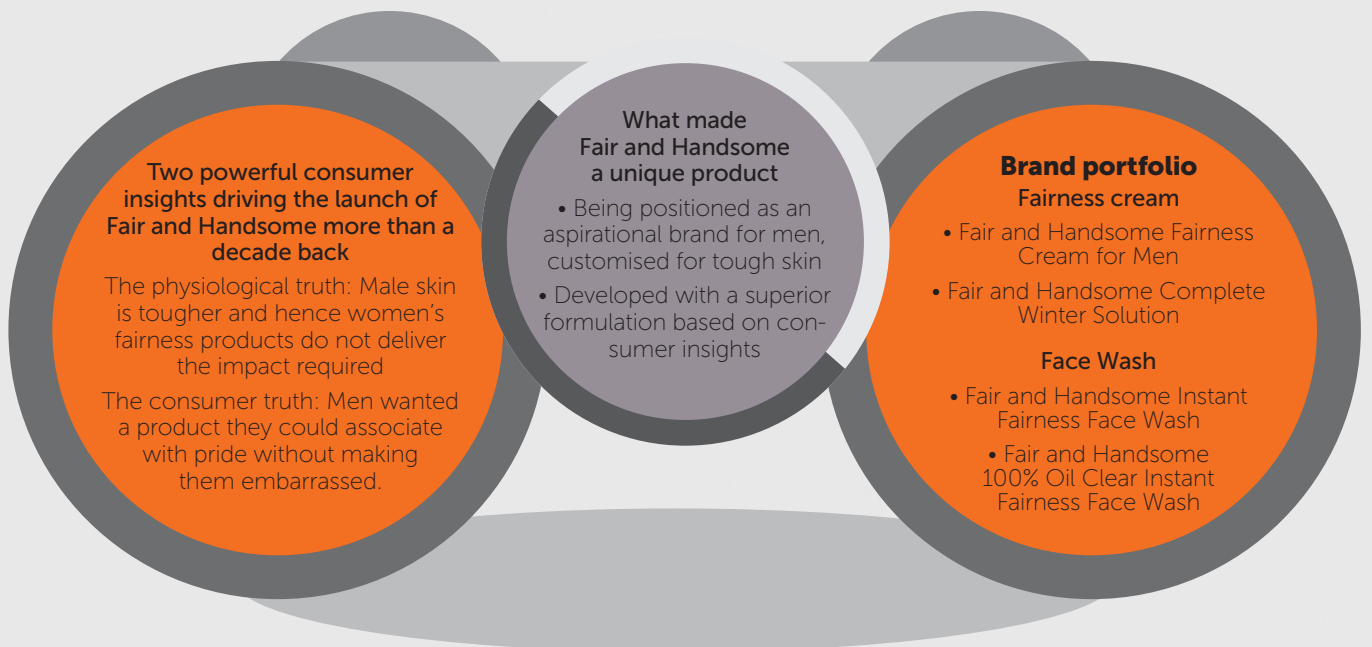 Two powerful consumer
insights driving the launch of
Fair and Handsome more than a
decade back
The physiological truth: Male skin
is tougher and hence women’s
fairness products do not deliver
the impact required
The consumer truth: Men wanted
a product they could associate
with pride without making
them embarrassed.
What made
Fair and Handsome
a unique product
• Being positioned as an
aspirational brand for men,
customised for tough skin
• Developed with a superior
formulation based on con-
sumer insights
Brand portfolio
Fairness cream
• Fair and Handsome Fairness
Cream for Men
• Fair and Handsome Complete
Winter Solution
Face Wash
• Fair and Handsome Instant
Fairness Face Wash
• Fair and Handsome
100% Oil Clear Instant
Fairness Face Wash